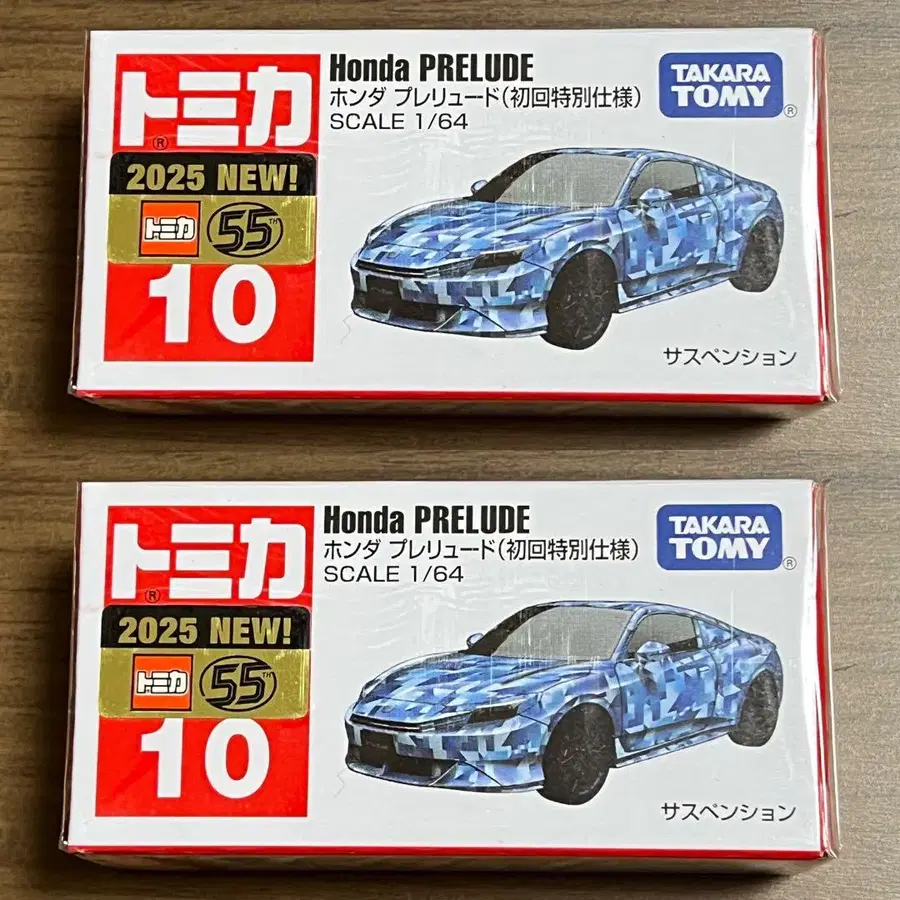 トミカ
®
Honda PRELUDE
ホンダ プレリュード(初回特別仕様)
SCALE 1/64
TAKARA
TOMY
®
2025 NEW!
トミカ
55TH
10
サスペンション
トミカ
®
Honda PRELUDE
ホンダ プレリュード(初回特別仕様)
SCALE 1/64
TAKARA
TOMY
®
2025 NEW!
トミカ
55TH
10
サスペンション